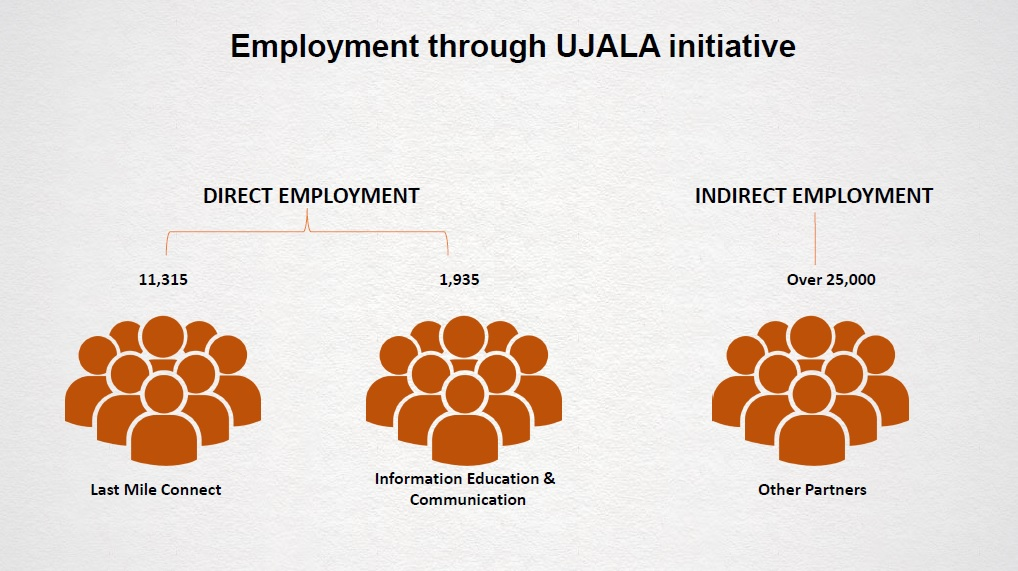 Employment through UJALA initiative
DIRECT EMPLOYMENT
INDIRECT EMPLOYMENT
11,315
1,935
Over 25,000
Last Mile Connect
Information Education &
Communication
Other Partners